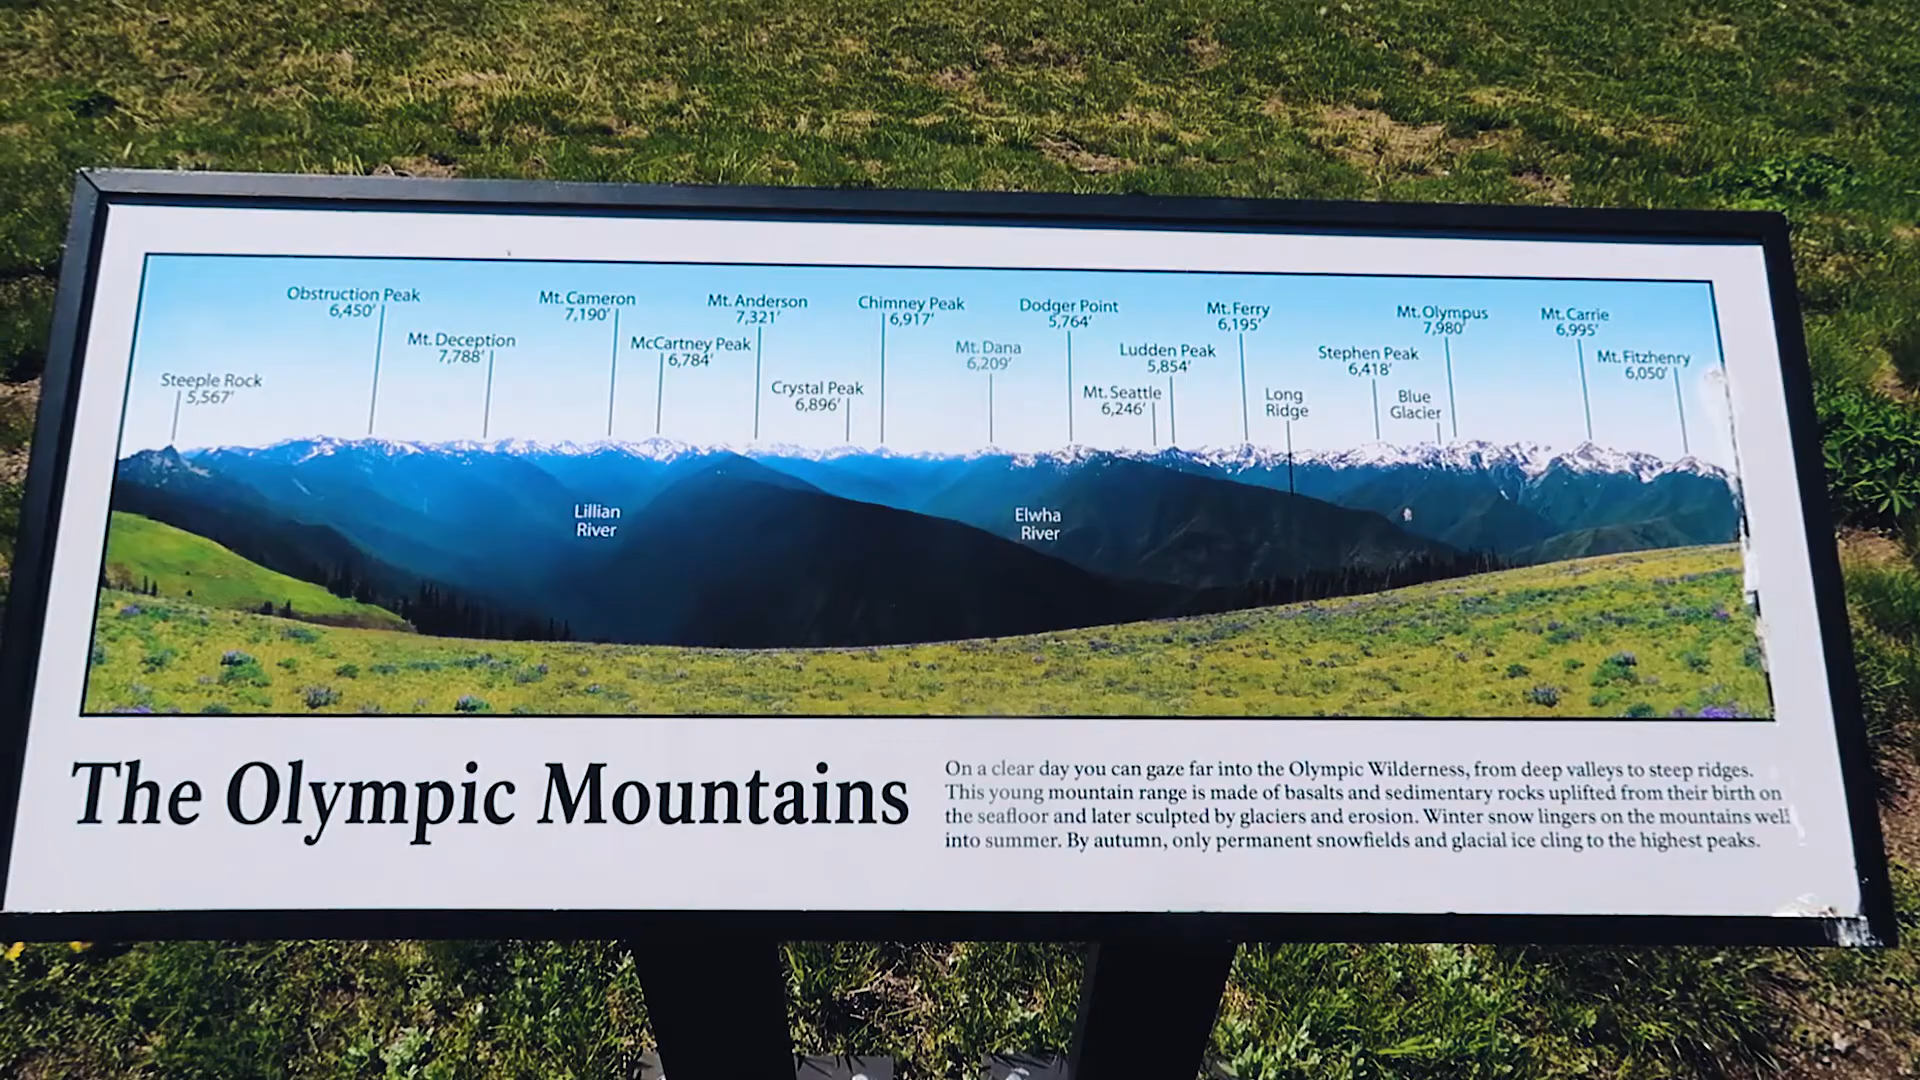 Obstruction Peak
6,450'
Mt. Cameron
7,190'
Mt. Anderson
7,321'
Chimney Peak
6,917'
Dodger Point
5,764'
Mt. Ferry
6,195'
Mt. Olympus
7,980'
Mt. Carrie
6,995'
Mt. Deception
7,788'
McCartney Peak
6,784'
Mt. Dana
6,209'
Ludden Peak
5,854'
Stephen Peak
6,418'
Mt. Fitzhenry
6,050'
Steeple Rock
5,567'
Crystal Peak
6,896'
Mt. Seattle
6,246'
Long
Ridge
Blue
Glacier
Lillian
River
Elwha
River
The Olympic Mountains
On a clear day you can gaze far into the Olympic Wilderness, from deep valleys to steep ridges.
This young mountain range is made of basalts and sedimentary rocks uplifted from their birth on
the seafloor and later sculpted by glaciers and erosion. Winter snow lingers on the mountains well
into summer. By autumn, only permanent snowfields and glacial ice cling to the highest peaks.